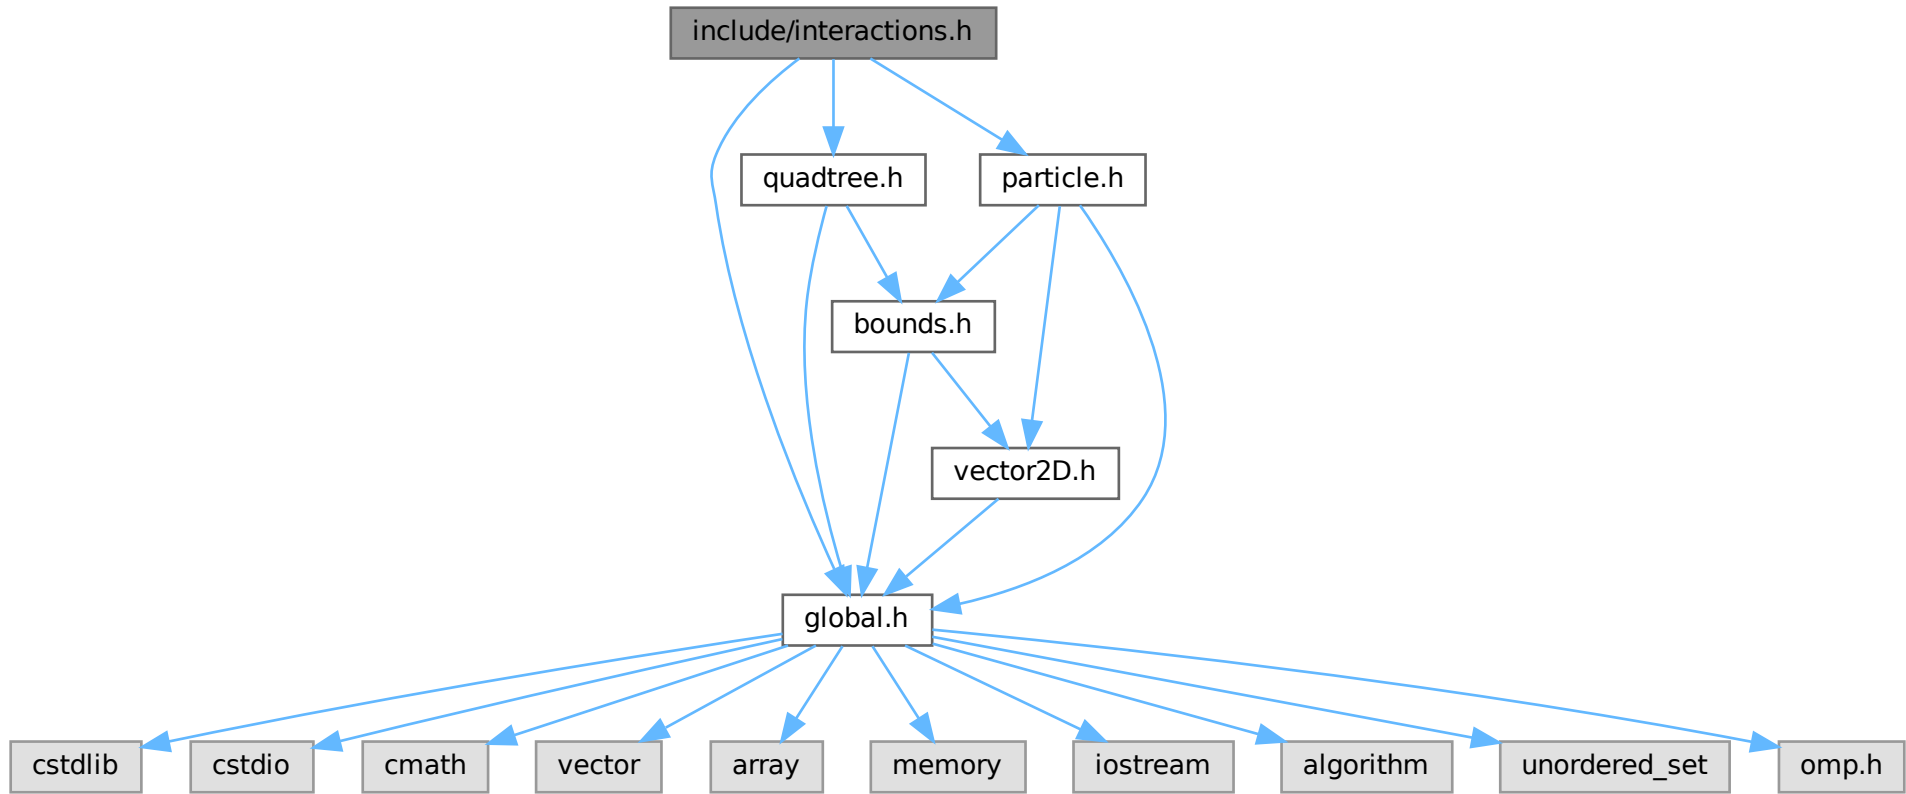 include/interactions.h
quadtree.h
particle.h
bounds.h
vector2D.h
global.h
cstdlib
cstdio
cmath
vector
array
memory
iostream
algorithm
unordered_set
omp.h